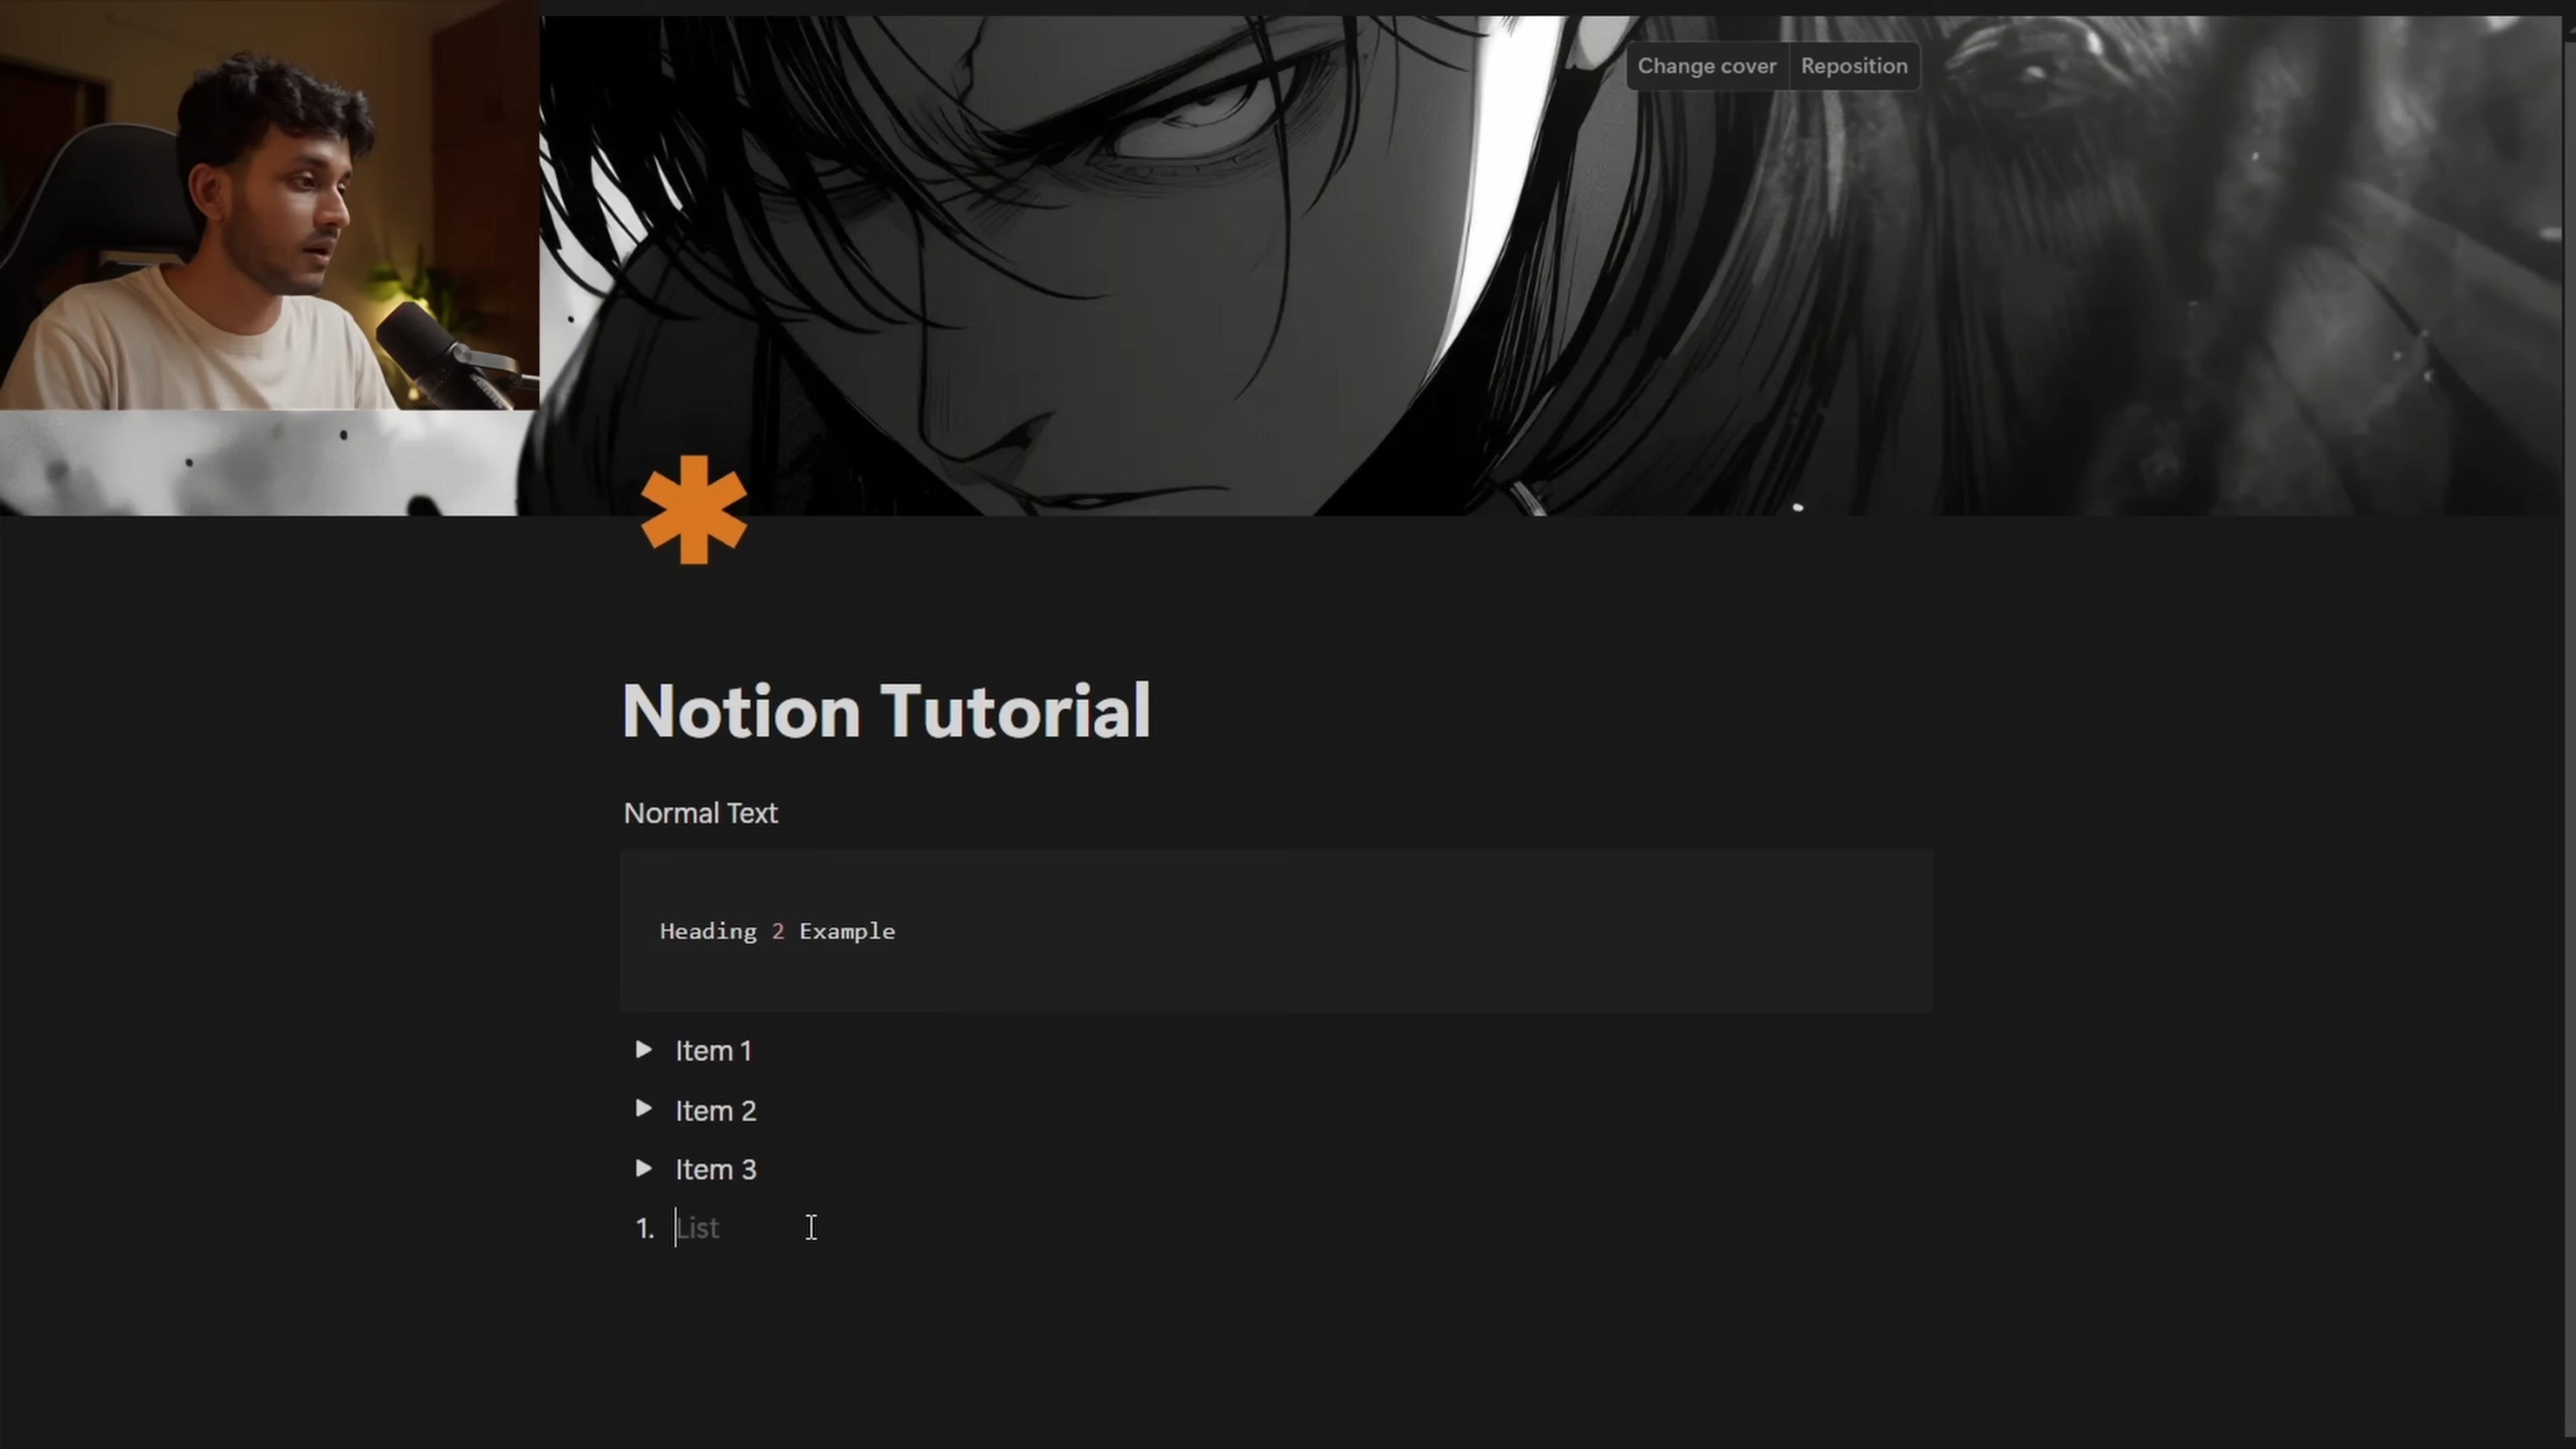 Change cover Reposition
Notion Tutorial
Normal Text
Heading 2 Example
Item 1
Item 2
Item 3
1. List